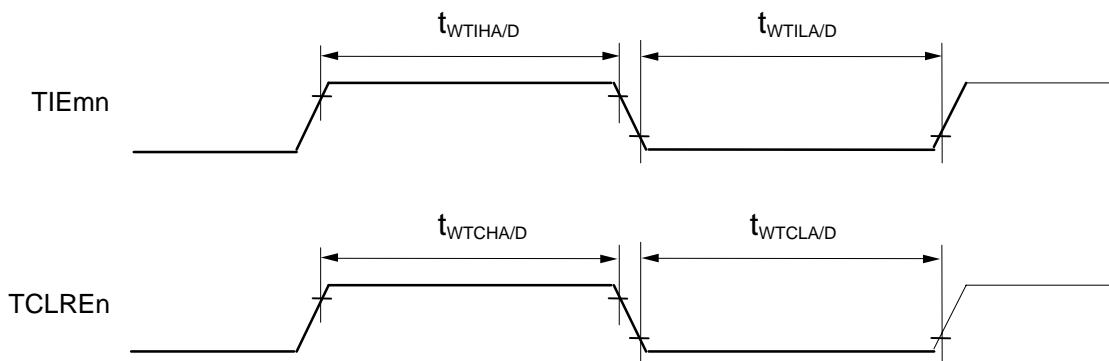 tWTIHA/D tWTILA/D
TIEmn
tWTCHA/D tWTCLA/D
TCLREn